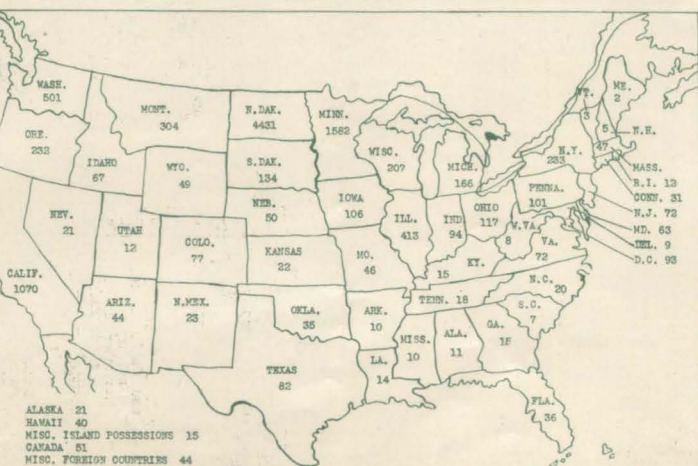 WASH.
501
MONT.
304
N.DAK.
4431
MINN.
1582
VT.
3
ME.
2
ORE.
232
IDAHO
67
WYO.
49
S.DAK.
134
WISC.
207
MICH.
166
N.Y.
233
5
N.H.
47
MASS.
R.I. 12
CONN. 31
N.J. 72
MD. 63
DEL. 9
D.C. 93
NEV.
21
UTAH
12
COLO.
77
NEB.
50
IOWA
106
ILL.
413
IND
94
OHIO
117
PENNA.
101
W.VA.
8
VA.
72
CALIF.
1070
KANSAS
22
MO.
46
15 KY.
N.C.
20
ARIZ.
44
N.MEX.
23
OKLA.
35
ARK.
10
TENN. 18
S.C.
7
TEXAS
82
LA.
14
MISS.
10
ALA.
11
GA.
15
FLA.
36
ALASKA 21
HAWAII 40
MISC. ISLAND POSSESSIONS 15
CANADA 51
MISC. FOREIGN COUNTRIES 44